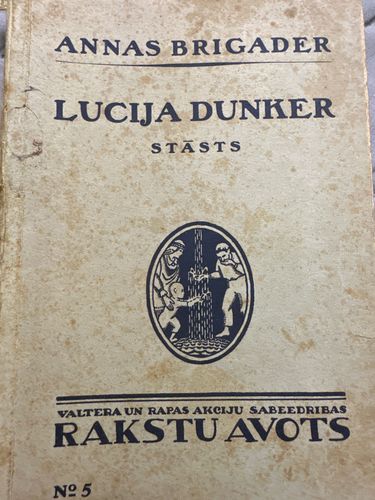 ANNAS BRIGADER
LUCIJA DUNKER
STĀSTS
VALTERA UN RAPAS AKCIJU SABEEDRIBAS
RAKSTU AVOTS
No 5